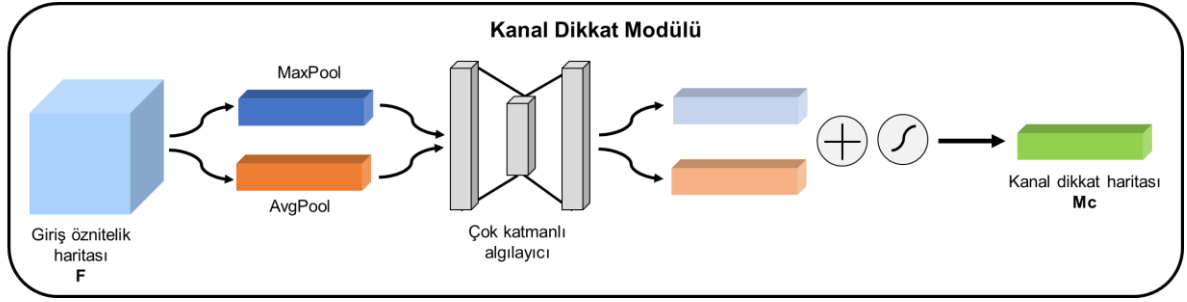 Kanal Dikkat Modülü
MaxPool
AvgPool
Giriş öznitelik
haritası
F
Çok katmanlı
algılayıcı
Kanal dikkat haritası
Mc